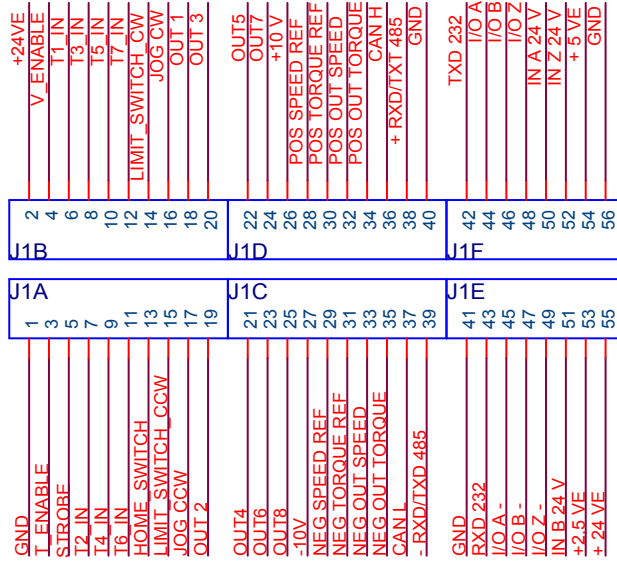 +24VE
V_ENABLE
T1_IN
T3_IN
T5_IN
T7_IN
LIMIT_SWITCH_CW
JOG CW
OUT 1
OUT 3
OUT5
OUT7
+10 V
POS SPEED REF
POS TORQUE REF
POS OUT SPEED
POS OUT TORQUE
CAN H
+ RXD/TXT 485
GND
TXD 232
I/O A
I/O B
I/O Z
IN A 24 V
IN Z 24 V
+ 5 VE
GND
2
4
6
8
10
12
14
16
18
20
22
24
26
28
30
32
34
36
38
40
42
44
46
48
50
52
54
56
J1B
J1D
J1F
J1A
J1C
J1E
1
3
5
7
9
11
13
15
17
19
21
23
25
27
29
31
33
35
37
39
41
43
45
47
49
51
53
55
GND
T_ENABLE
STROBE
T2_IN
T4_IN
T6_IN
HOME_SWITCH
LIMIT_SWITCH_CCW
JOG_CCW
OUT 2
OUT4
OUT6
OUT8
-10V
NEG SPEED REF
NEG TORQUE REF
NEG OUT SPEED
NEG OUT TORQUE
CAN L
- RXD/TXD 485
GND
RXD 232
I/O A -
I/O B -
I/O Z -
IN B 24 V
+2.5 VE
+ 24 VE